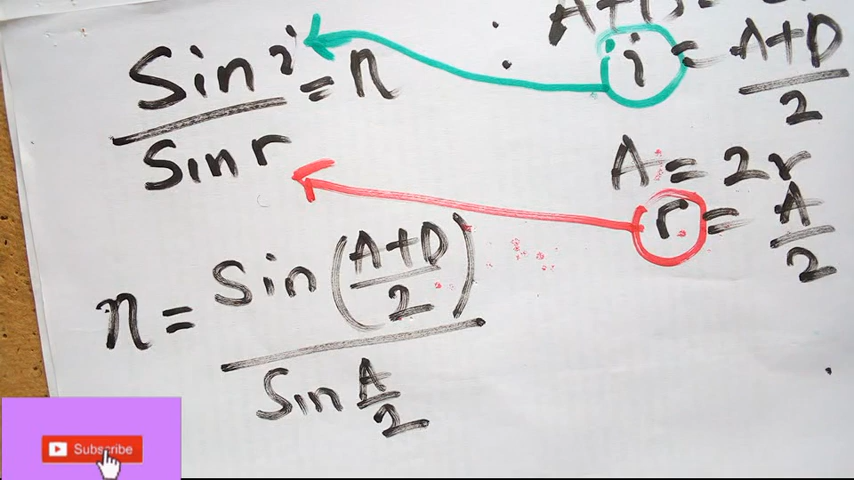 Sin i / Sin r = n
i = A+D / 2
A = 2r
r = A / 2
n = Sin (A+D / 2) / Sin A / 2
Subscribe